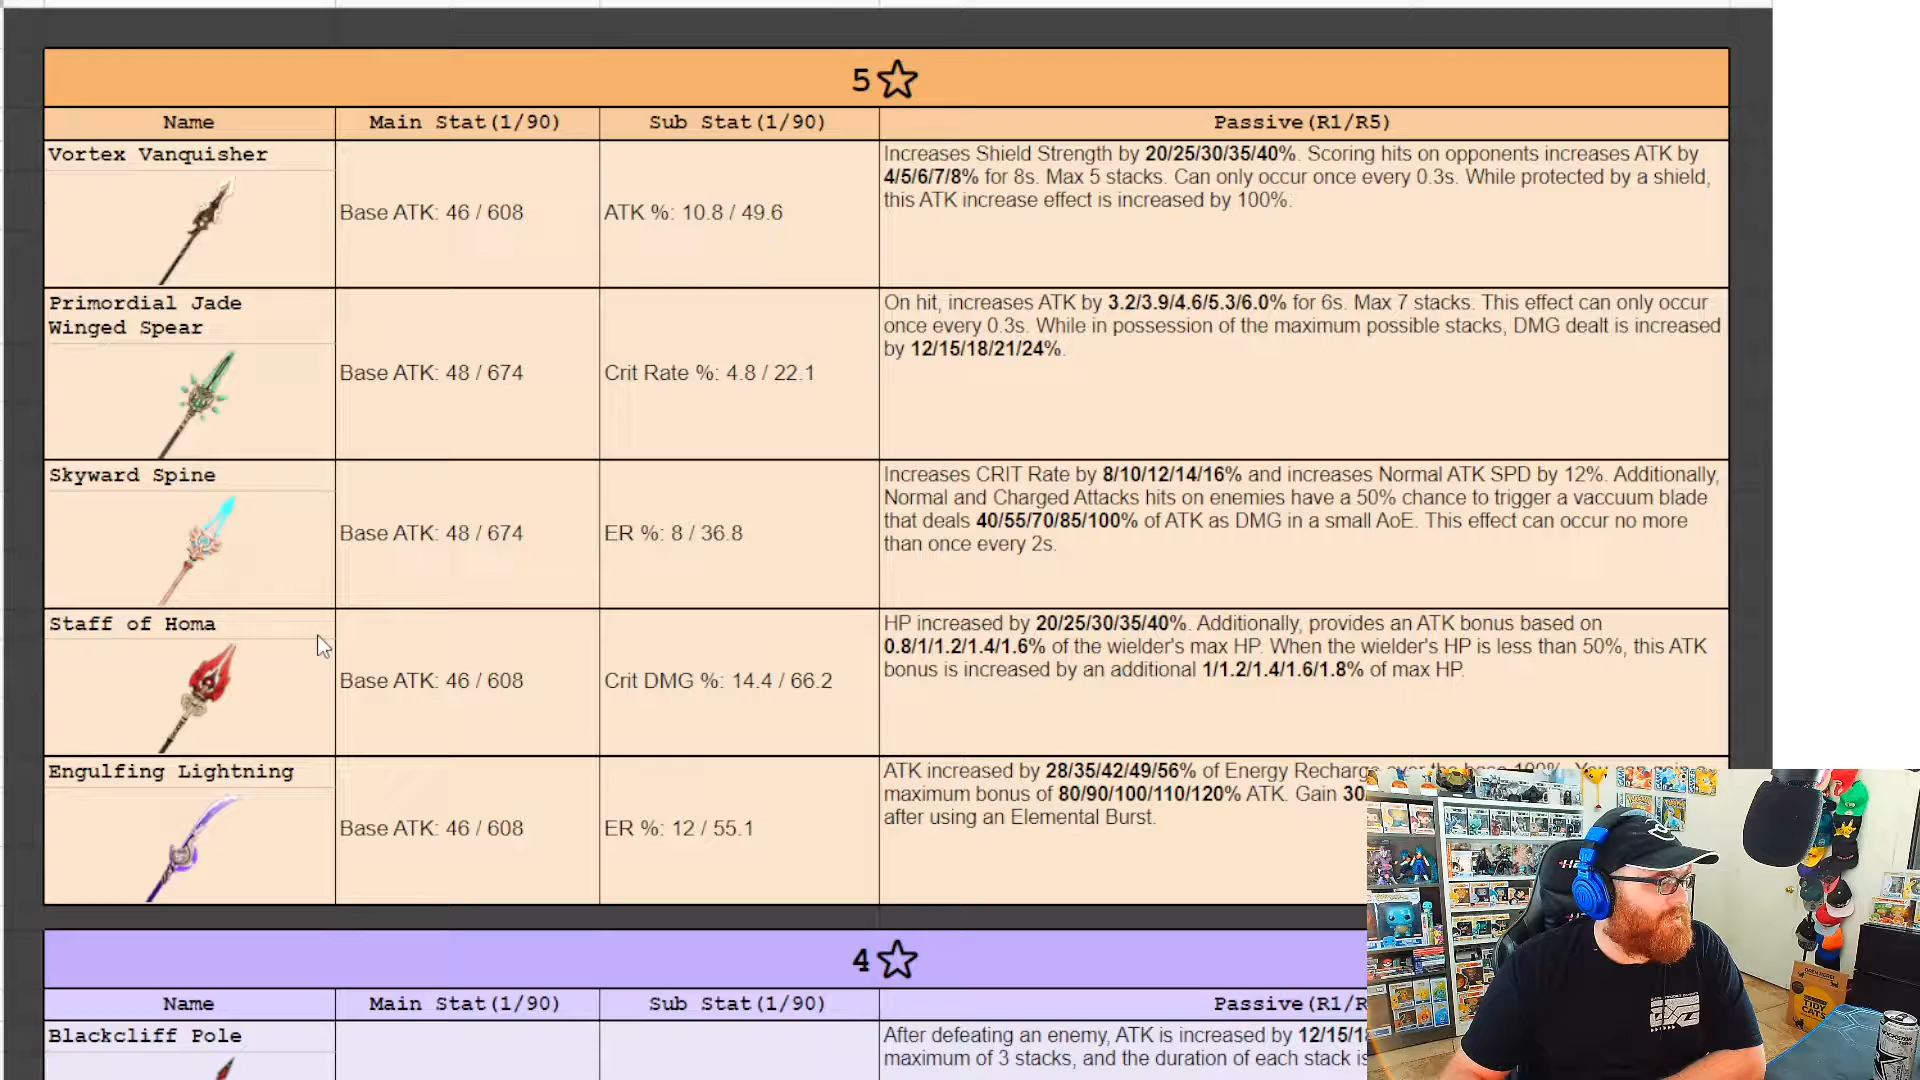 5
Name
Main Stat(1/90)
Sub Stat(1/90)
Passive(R1/R5)
Vortex Vanquisher
Base ATK: 46 / 608
ATK %: 10.8 / 49.6
Increases Shield Strength by 20/25/30/35/40%. Scoring hits on opponents increases ATK by
4/5/6/7/8% for 8s. Max 5 stacks. Can only occur once every 0.3s. While protected by a shield,
this ATK increase effect is increased by 100%.
Primordial Jade
Winged Spear
Base ATK: 48 / 674
Crit Rate %: 4.8 / 22.1
On hit, increases ATK by 3.2/3.9/4.6/5.3/6.0% for 6s. Max 7 stacks. This effect can only occur
once every 0.3s. While in possession of the maximum possible stacks, DMG dealt is increased
by 12/15/18/21/24%.
Skyward Spine
Base ATK: 48 / 674
ER %: 8 / 36.8
Increases CRIT Rate by 8/10/12/14/16% and increases Normal ATK SPD by 12%. Additionally,
Normal and Charged Attacks hits on enemies have a 50% chance to trigger a vaccuum blade
that deals 40/55/70/85/100% of ATK as DMG in a small AoE. This effect can occur no more
than once every 2s.
Staff of Homa
Base ATK: 46 / 608
Crit DMG %: 14.4 / 66.2
HP increased by 20/25/30/35/40%. Additionally, provides an ATK bonus based on
0.8/1/1.2/1.4/1.6% of the wielder's max HP. When the wielder's HP is less than 50%, this ATK
bonus is increased by an additional 1/1.2/1.4/1.6/1.8% of max HP.
Engulfing Lightning
Base ATK: 46 / 608
ER %: 12 / 55.1
ATK increased by 28/35/42/49/56% of Energy Recharge over the base 100%. You can gain a
maximum bonus of 80/90/100/110/120% ATK. Gain 30
after using an Elemental Burst.
4
Name
Main Stat(1/90)
Sub Stat(1/90)
Passive(R1/R
Blackcliff Pole
After defeating an enemy, ATK is increased by 12/15/1
maximum of 3 stacks, and the duration of each stack is
TIDY
CATS